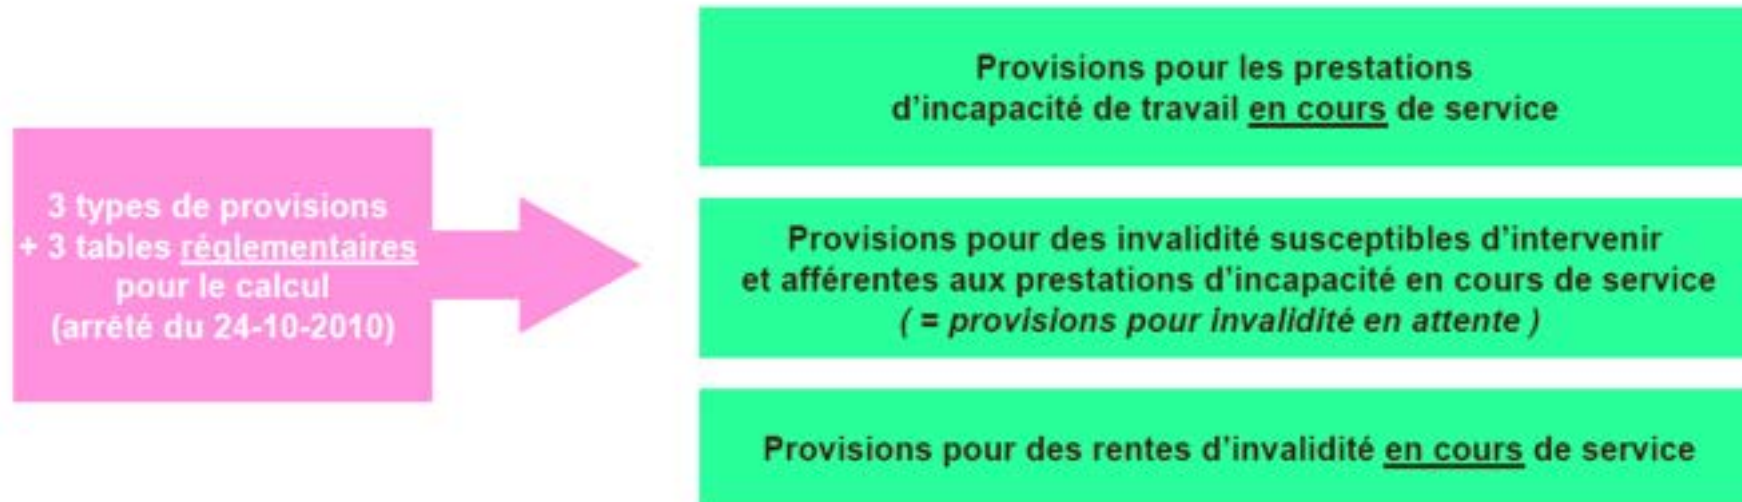 3 types de provisions
+ 3 tables réglementaires
pour le calcul
(arrêté du 24-10-2010)
Provisions pour les prestations
d'incapacité de travail en cours de service
Provisions pour des invalidité susceptibles d'intervenir
et afférentes aux prestations d'incapacité en cours de service
( = provisions pour invalidité en attente )
Provisions pour des rentes d'invalidité en cours de service